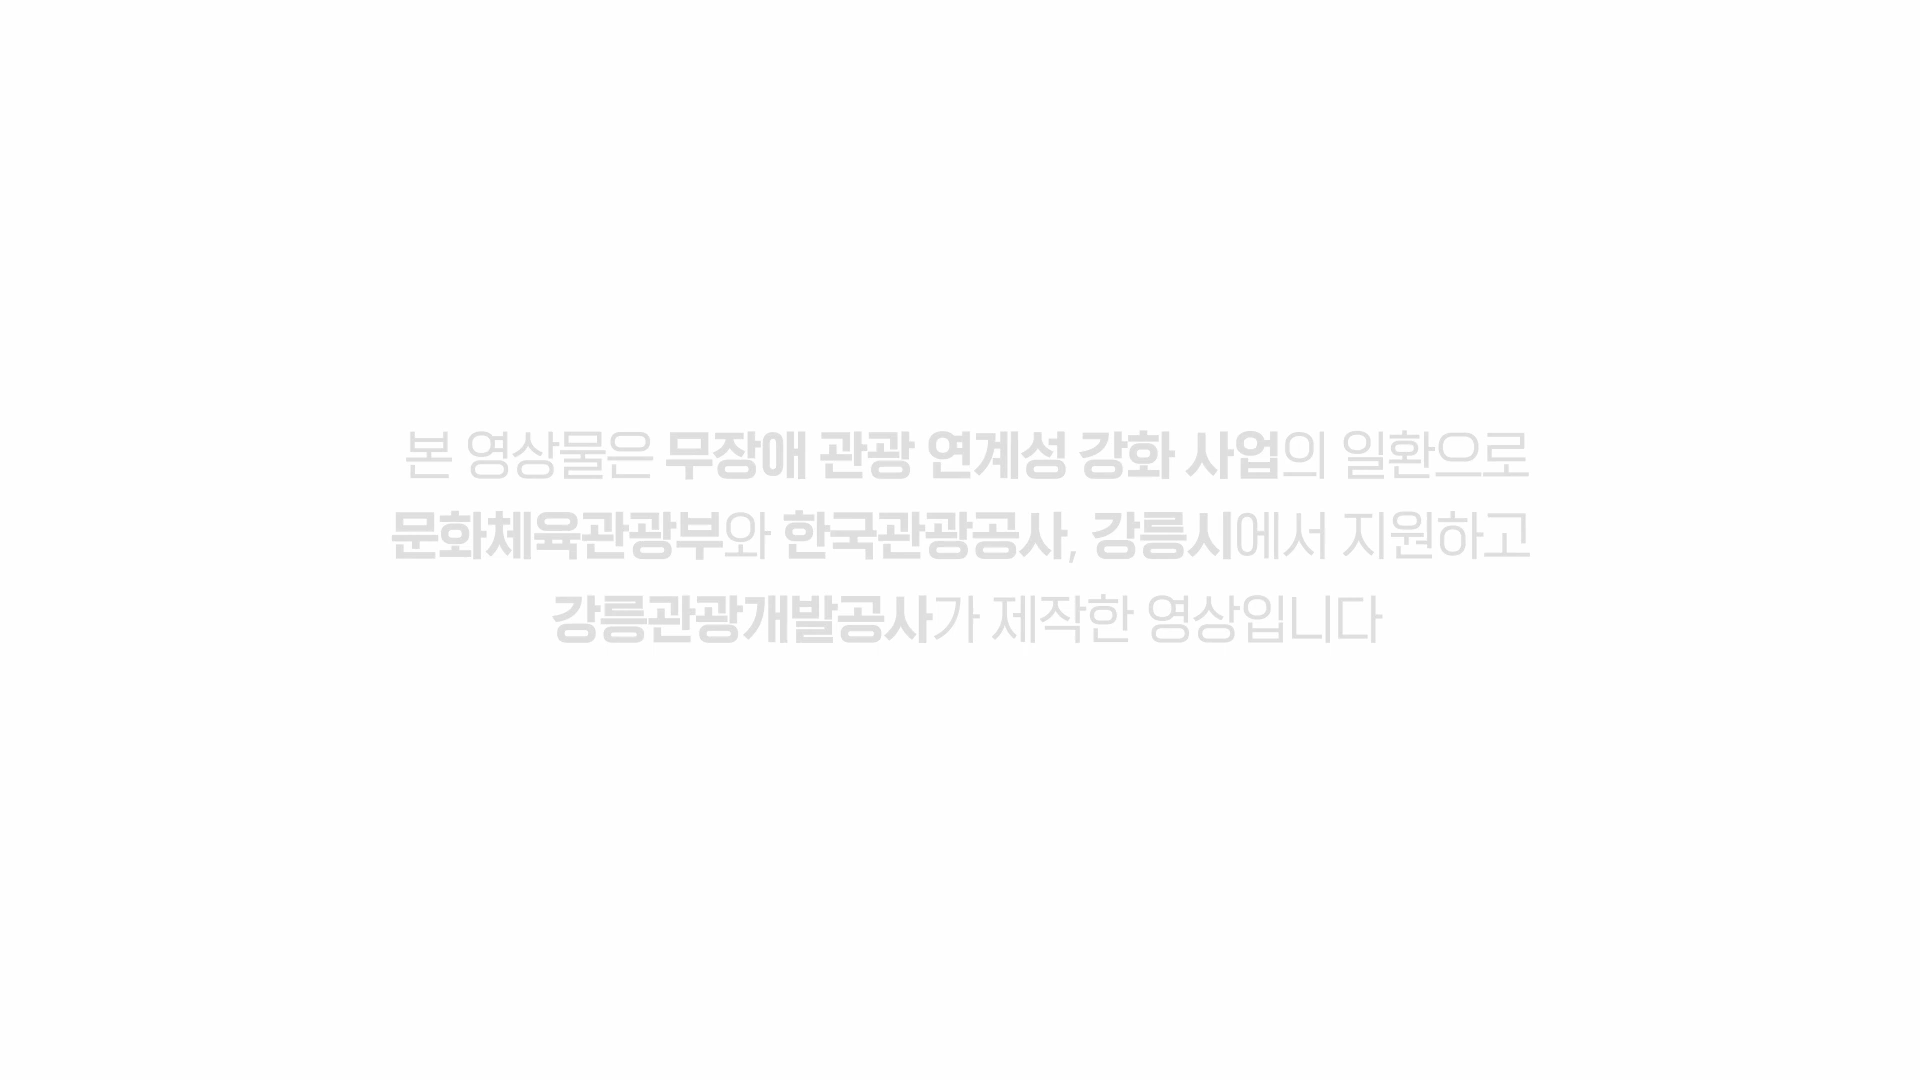 본 영상물은 무장애 관광 연계성 강화 사업의 일환으로
문화체육관광부와 한국관광공사, 강릉시에서 지원하고
강릉관광개발공사가 제작한 영상입니다